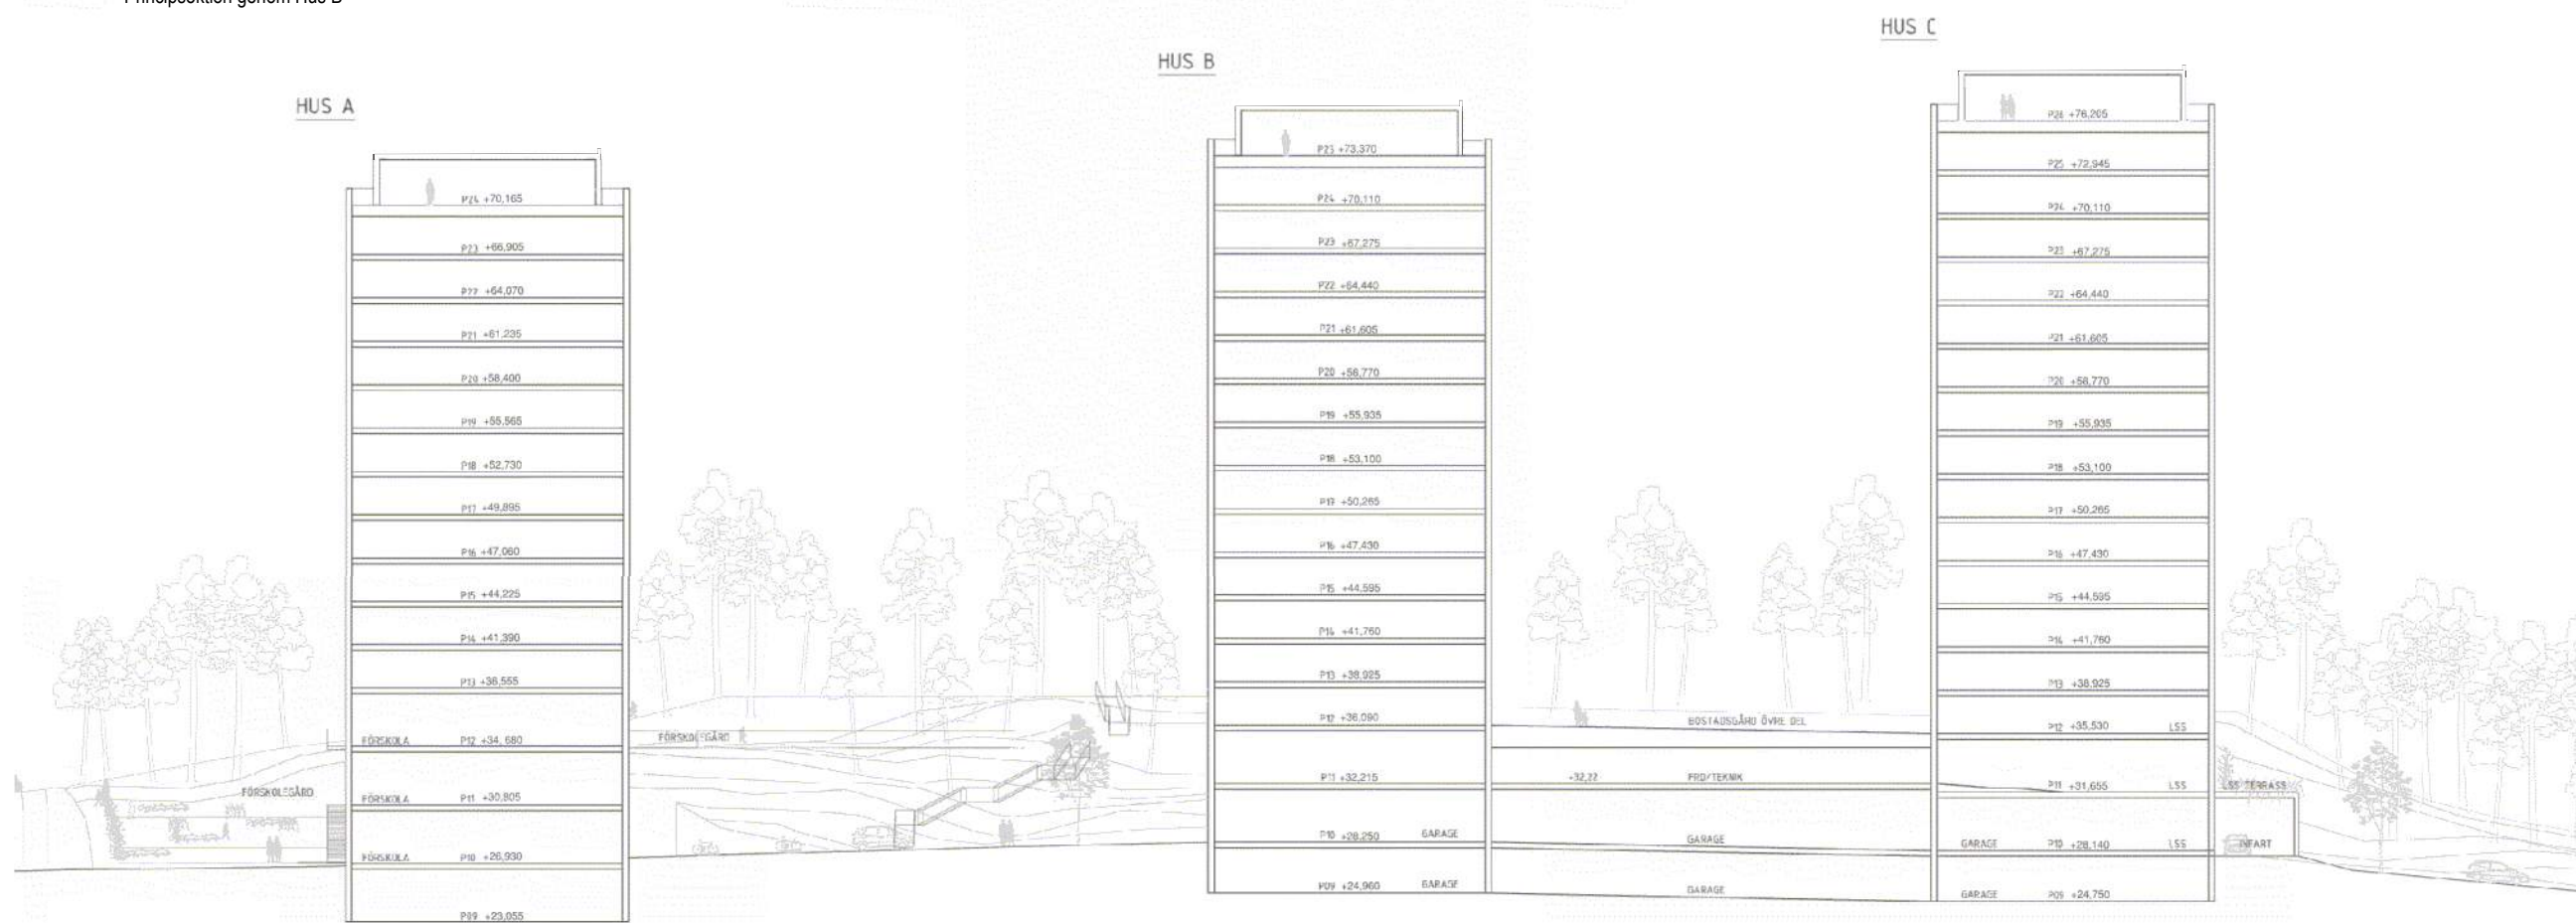 Principsektion genom Hus B
HUS A
P24 +70,165
P23 +66,905
P22 +64,070
P21 +61,235
P20 +58,400
P19 +55,565
P18 +52,730
P17 +49,895
P16 +47,060
P15 +44,225
P14 +41,390
P13 +38,555
FÖRSKOLA P12 +34,680
FÖRSKOLEGÅRD
FÖRSKOLEGÅRD
FÖRSKOLA P11 +30,805
FÖRSKOLA P10 +26,930
P09 +23,055
HUS B
P25 +73,370
P24 +70,110
P23 +67,275
P22 +64,440
P21 +61,605
P20 +58,770
P19 +55,935
P18 +53,100
P17 +50,265
P16 +47,430
P15 +44,595
P14 +41,760
P13 +38,925
P12 +36,090
P11 +32,215
P10 +28,250 GARAGE
P09 +24,960 GARAGE
BOSTADSGÅRD ÖVRE DEL
+32,22 FRD/TEKNIK
GARAGE
GARAGE
HUS C
P26 +76,205
P25 +72,945
P24 +70,110
P23 +67,275
P22 +64,440
P21 +61,605
P20 +58,770
P19 +55,935
P18 +53,100
P17 +50,265
P16 +47,430
P15 +44,595
P14 +41,760
P13 +38,925
P12 +35,530 LSS
P11 +31,655 LSS
LSS TERRASS
GARAGE P10 +28,140 LSS
INFART
GARAGE P09 +24,750